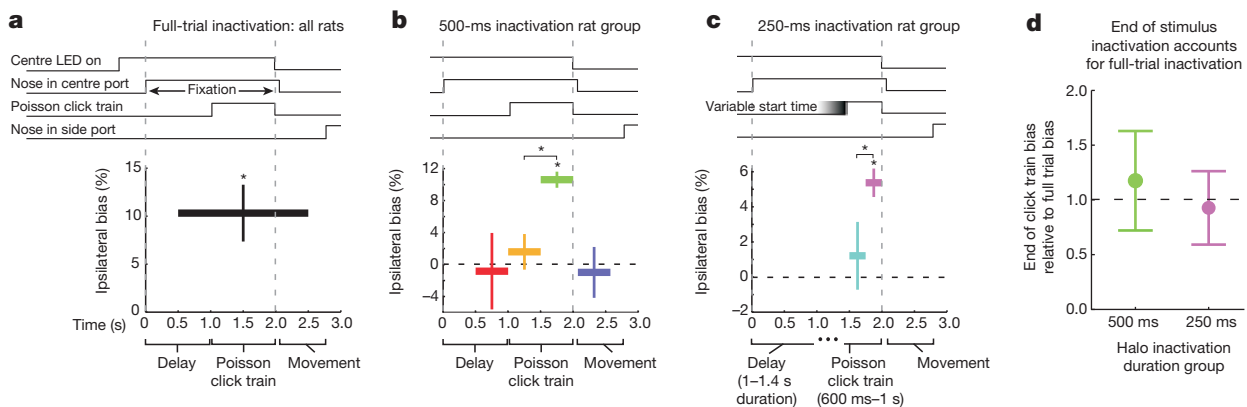 a
Full-trial inactivation: all rats
Centre LED on
Nose in centre port
Fixation
Poisson click train
Nose in side port
Ipsilateral bias (%)
15
10
5
0
*
Time (s)
0 0.5 1.0 1.5 2.0 2.5 3.0
Delay
Poisson
click train
Movement
b
500-ms inactivation rat group
Ipsilateral bias (%)
12
8
4
0
−4
*
*
0 0.5 1.0 1.5 2.0 2.5 3.0
Delay
Poisson
click train
Movement
c
250-ms inactivation rat group
Variable start time
Ipsilateral bias (%)
6
4
2
0
−2
*
*
0 0.5 1.0 1.5 2.0 2.5 3.0
Delay
(1–1.4 s
duration)
Poisson
click train
(600 ms–1 s)
Movement
d
End of stimulus
inactivation accounts
for full-trial inactivation
End of click train bias
relative to full trial bias
2.0
1.5
1.0
0.5
0.0
500 ms
250 ms
Halo inactivation
duration group